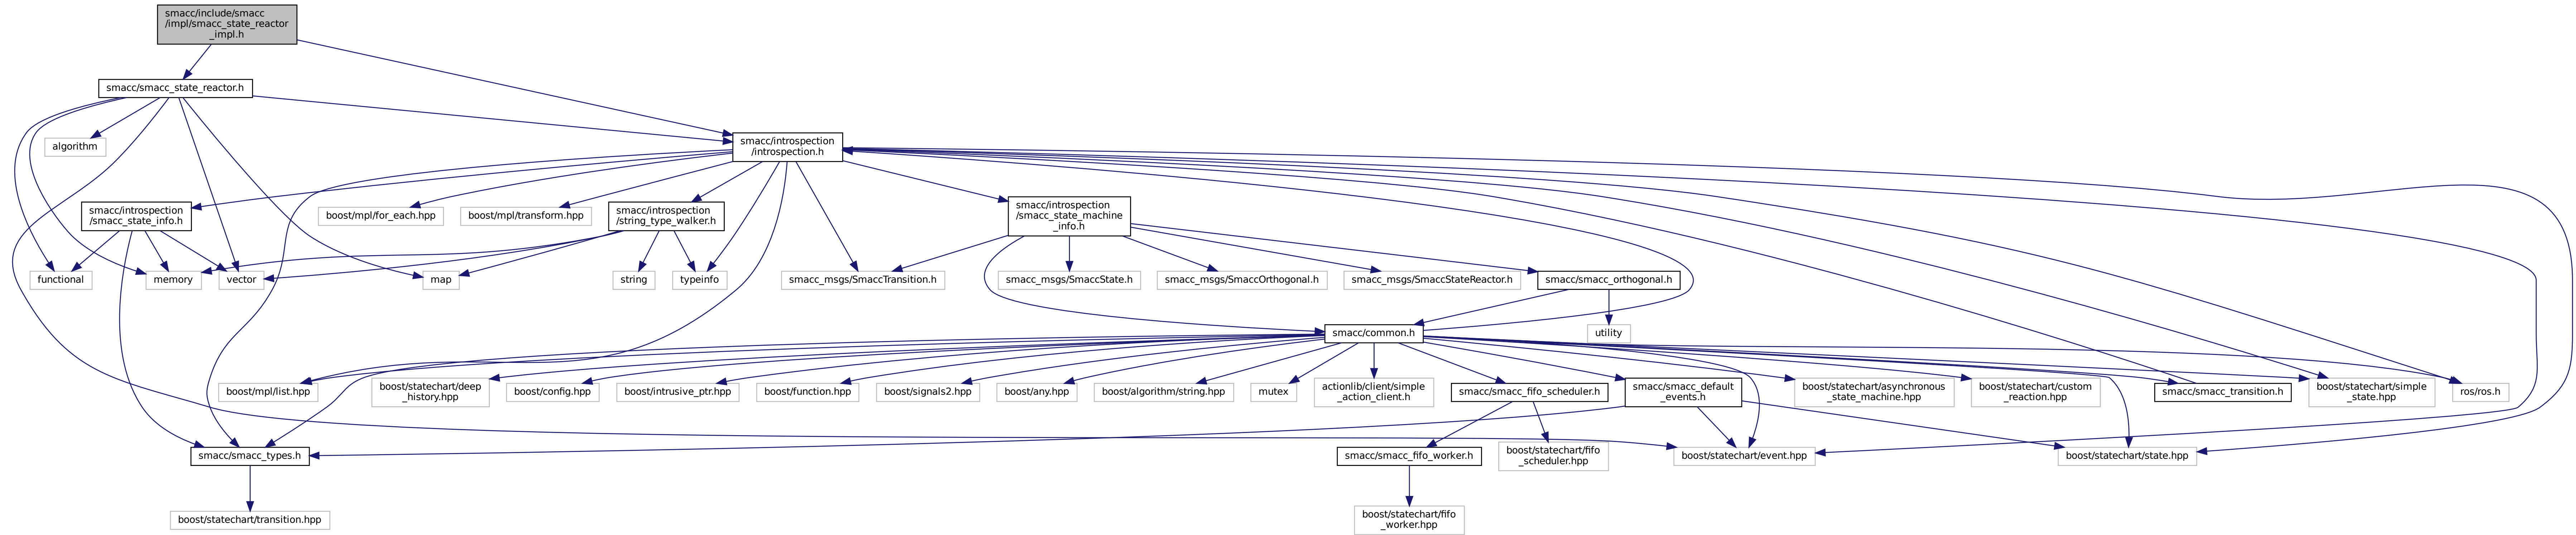 smacc/include/smacc
/impl/smacc_state_reactor
_impl.h
smacc/smacc_state_reactor.h
algorithm
smacc/introspection
/introspection.h
smacc/introspection
/smacc_state_info.h
boost/mpl/for_each.hpp
boost/mpl/transform.hpp
smacc/introspection
/string_type_walker.h
smacc/introspection
/smacc_state_machine
_info.h
functional
memory
vector
map
string
typeinfo
smacc_msgs/SmaccTransition.h
smacc_msgs/SmaccState.h
smacc_msgs/SmaccOrthogonal.h
smacc_msgs/SmaccStateReactor.h
smacc/smacc_orthogonal.h
smacc/common.h
utility
boost/mpl/list.hpp
boost/statechart/deep
_history.hpp
boost/config.hpp
boost/intrusive_ptr.hpp
boost/function.hpp
boost/signals2.hpp
boost/any.hpp
boost/algorithm/string.hpp
mutex
actionlib/client/simple
_action_client.h
smacc/smacc_fifo_scheduler.h
smacc/smacc_default
_events.h
boost/statechart/asynchronous
_state_machine.hpp
boost/statechart/custom
_reaction.hpp
smacc/smacc_transition.h
boost/statechart/simple
_state.hpp
ros/ros.h
smacc/smacc_types.h
smacc/smacc_fifo_worker.h
boost/statechart/fifo
_scheduler.hpp
boost/statechart/event.hpp
boost/statechart/state.hpp
boost/statechart/transition.hpp
boost/statechart/fifo
_worker.hpp